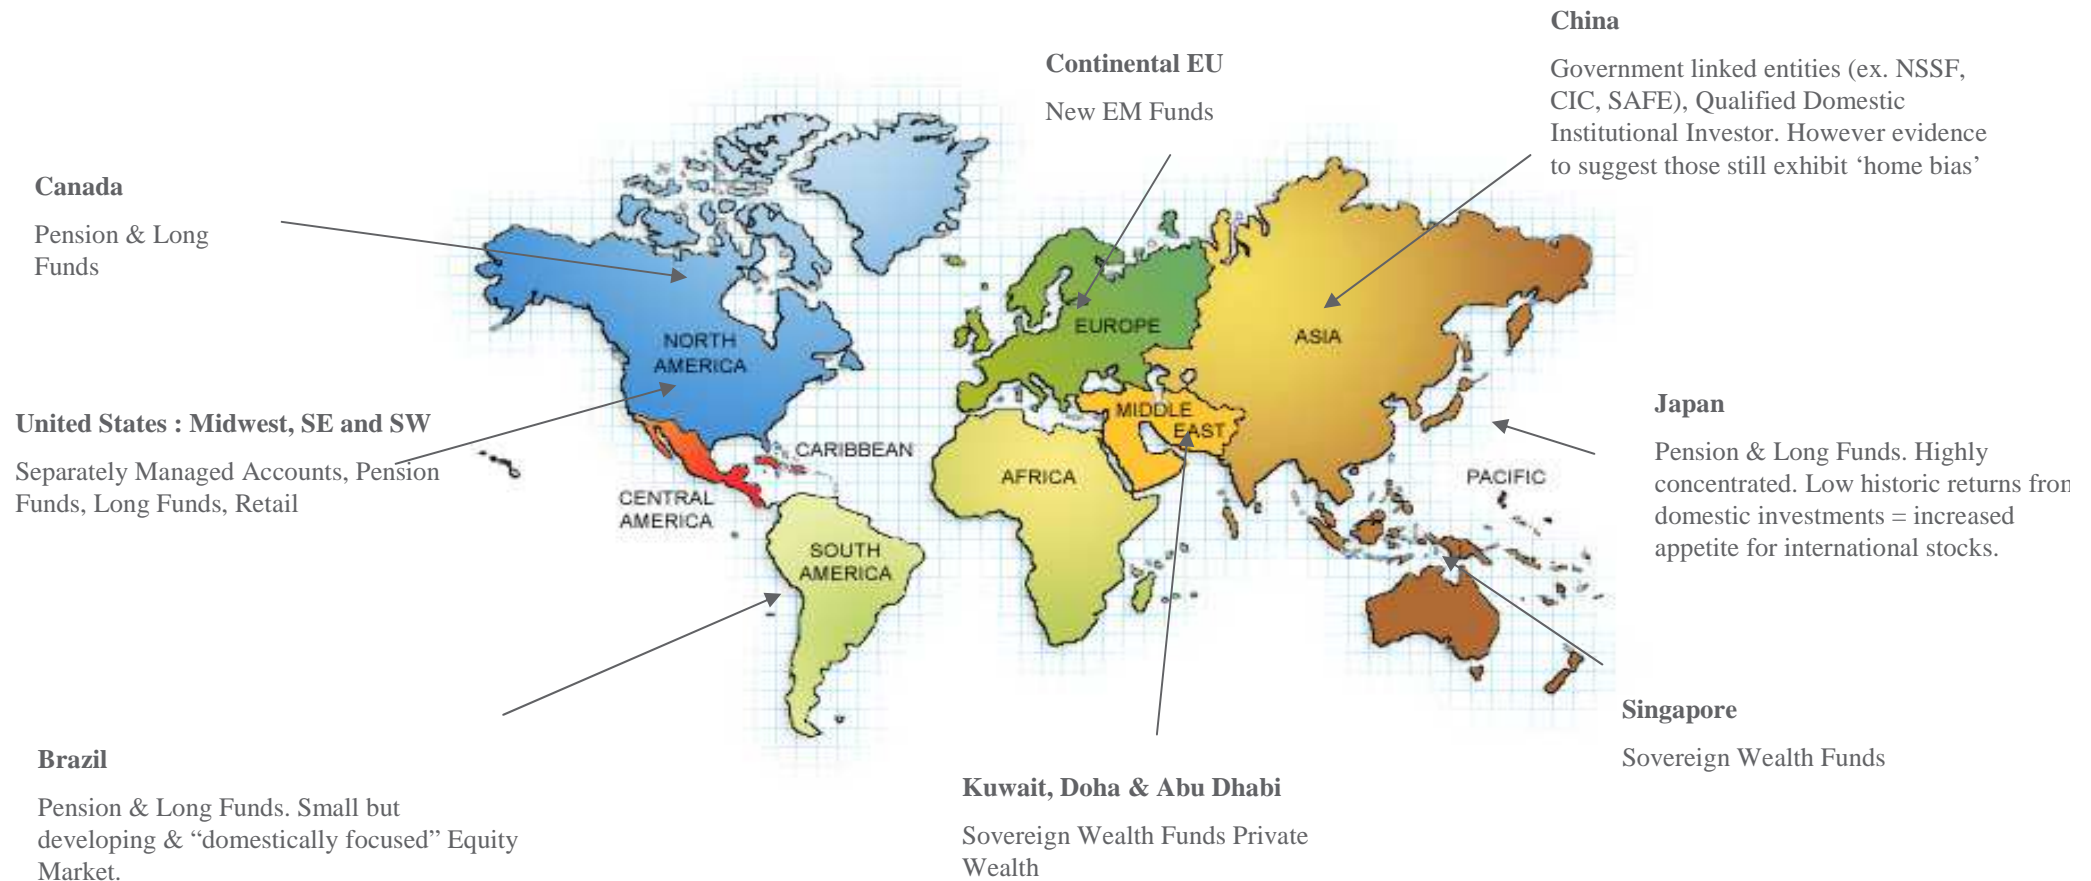 China
Government linked entities (ex. NSSF,
CIC, SAFE), Qualified Domestic
Institutional Investor. However evidence
to suggest those still exhibit ‘home bias’
Continental EU
New EM Funds
Canada
Pension & Long
Funds
United States : Midwest, SE and SW
Separately Managed Accounts, Pension
Funds, Long Funds, Retail
NORTH
AMERICA
EUROPE
ASIA
MIDDLE
EAST
CARIBBEAN
AFRICA
PACIFIC
CENTRAL
AMERICA
SOUTH
AMERICA
Japan
Pension & Long Funds. Highly
concentrated. Low historic returns from
domestic investments = increased
appetite for international stocks.
Singapore
Sovereign Wealth Funds
Brazil
Pension & Long Funds. Small but
developing & “domestically focused” Equity
Market.
Kuwait, Doha & Abu Dhabi
Sovereign Wealth Funds Private
Wealth